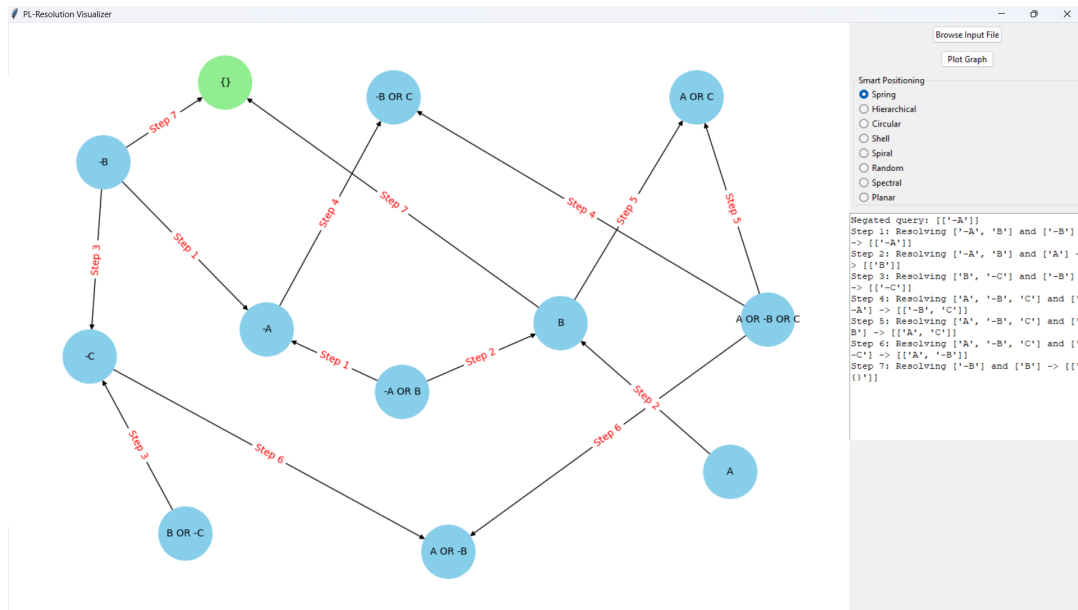 PL-Resolution Visualizer
Browse Input File
Plot Graph
Smart Positioning
Spring
Hierarchical
Circular
Shell
Spiral
Random
Spectral
Planar
Negated query: [['-A']]
Step 1: Resolving ['-A', 'B'] and ['-B']
-> [['-A']]
Step 2: Resolving ['-A', 'B'] and ['A'] -
> [['B']]
Step 3: Resolving ['B', '-C'] and ['-B']
-> [['-C']]
Step 4: Resolving ['A', '-B', 'C'] and ['
-A'] -> [['-B', 'C']]
Step 5: Resolving ['A', '-B', 'C'] and ['
B'] -> [['A', 'C']]
Step 6: Resolving ['A', '-B', 'C'] and ['
-C'] -> [['A', '-B']]
Step 7: Resolving ['-B'] and ['B'] -> [['
{}']]
{}
-B OR C
A OR C
Step 7
-B
Step 7
Step 4
Step 4
Step 5
Step 5
Step 1
Step 3
-A
B
A OR -B OR C
-C
Step 1
Step 2
-A OR B
Step 2
Step 3
Step 6
Step 6
A
B OR -C
A OR -B